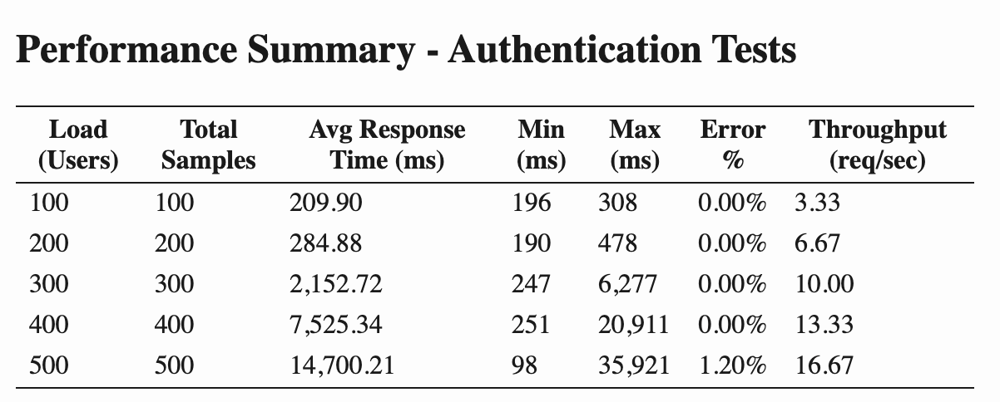 Performance Summary - Authentication Tests
Load (Users) Total Samples Avg Response Time (ms) Min (ms) Max (ms) Error % Throughput (req/sec)
100 100 209.90 196 308 0.00% 3.33
200 200 284.88 190 478 0.00% 6.67
300 300 2,152.72 247 6,277 0.00% 10.00
400 400 7,525.34 251 20,911 0.00% 13.33
500 500 14,700.21 98 35,921 1.20% 16.67